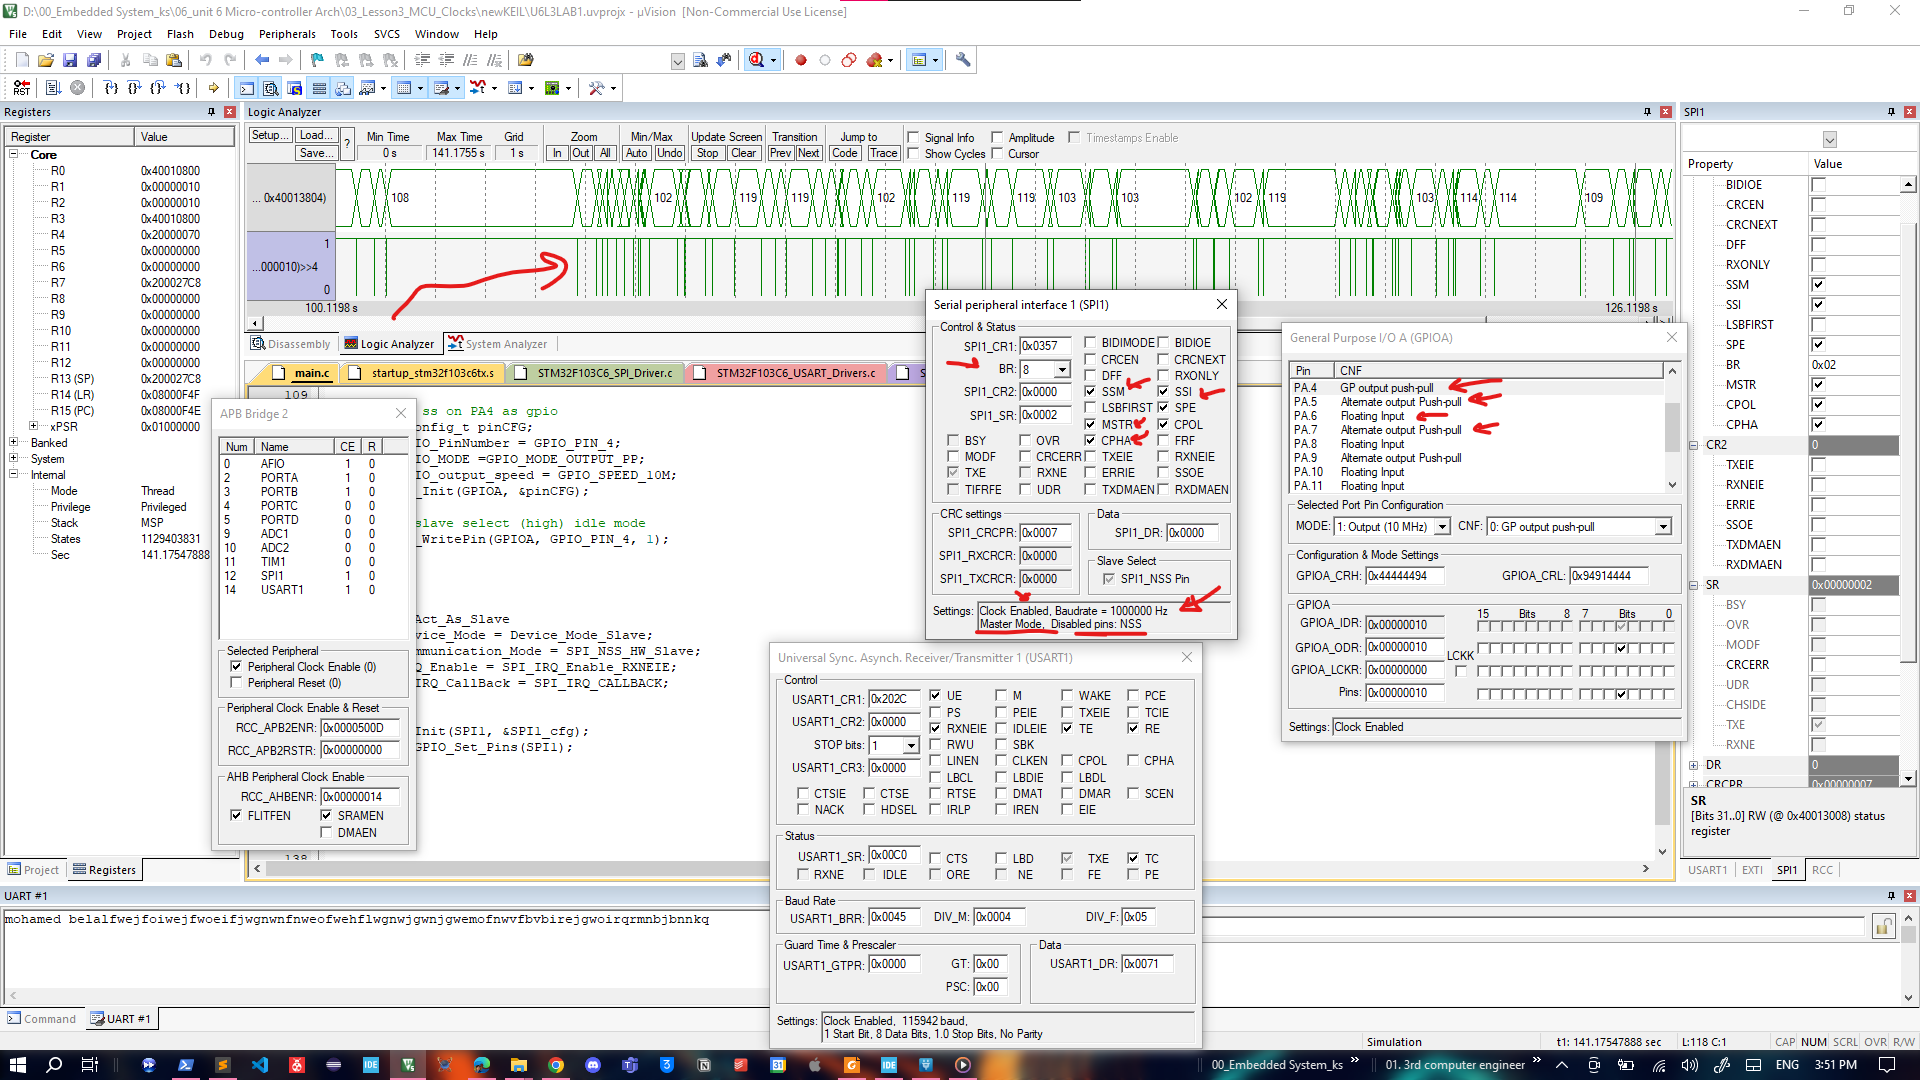 D:\00_Embedded System_ks\06_unit 6 Micro-controller Arch\03_Lesson3_MCU_Clocks\newKEIL\U6L3LAB1.uvprojx - µVision [Non-Commercial Use License]
File Edit View Project Flash Debug Peripherals Tools SVCS Window Help
Registers
Register Value
Core
R0 0x40010800
R1 0x00000010
R2 0x00000010
R3 0x40010800
R4 0x20000070
R5 0x00000000
R6 0x00000000
R7 0x200027C8
R8 0x00000000
R9 0x00000000
R10 0x00000000
R11 0x00000000
R12 0x00000000
R13 (SP) 0x200027C8
R14 (LR) 0x08000F4F
R15 (PC) 0x08000F4E
xPSR 0x01000000
Banked
System
Internal
Mode Thread
Privilege Privileged
Stack MSP
States 1129403831
Sec 141.17547888
Project Registers
Logic Analyzer
Setup... Load... Save... ?
Min Time Max Time Grid Zoom Min/Max Update Screen Transition Jump to
0 s 141.1755 s 1 s In Out All Auto Undo Stop Clear Prev Next Code Trace
Signal Info Amplitude Timestamps Enable
Show Cycles Cursor
... 0x40013804) 108 102 119 119 102 119 119 103 103 102 119 103 114 114 109
1
...000010)>>4
0
100.1198 s 126.1198 s
Disassembly Logic Analyzer System Analyzer
main.c startup_stm32f103c6tx.s STM32F103C6_SPI_Driver.c STM32F103C6_USART_Drivers.c S
109
ss on PA4 as gpio
onfig_t pinCFG;
IO_PinNumber = GPIO_PIN_4;
IO_MODE =GPIO_MODE_OUTPUT_PP;
IO_output_speed = GPIO_SPEED_10M;
_Init(GPIOA, &pinCFG);
slave select (high) idle mode
_WritePin(GPIOA, GPIO_PIN_4, 1);
Act_As_Slave
vice_Mode = Device_Mode_Slave;
mmunication_Mode = SPI_NSS_HW_Slave;
Q_Enable = SPI_IRQ_Enable_RXNEIE;
IRQ_CallBack = SPI_IRQ_CALLBACK;
Init(SPI1, &SPI1_cfg);
GPIO_Set_Pins(SPI1);
138
APB Bridge 2
Num Name CE R
0 AFIO 1 0
2 PORTA 1 0
3 PORTB 1 0
4 PORTC 0 0
5 PORTD 0 0
9 ADC1 0 0
10 ADC2 0 0
11 TIM1 0 0
12 SPI1 1 0
14 USART1 1 0
Selected Peripheral
Peripheral Clock Enable (0)
Peripheral Reset (0)
Peripheral Clock Enable & Reset
RCC_APB2ENR: 0x0000500D
RCC_APB2RSTR: 0x00000000
AHB Peripheral Clock Enable
RCC_AHBENR: 0x00000014
FLITFEN SRAMEN
DMAEN
Serial peripheral interface 1 (SPI1)
Control & Status
SPI1_CR1: 0x0357 BIDIMODE BIDIOE
CRCEN CRCNEXT
BR: 8 DFF RXONLY
SPI1_CR2: 0x0000 SSM SSI
LSBFIRST SPE
SPI1_SR: 0x0002 MSTR CPOL
BSY OVR CPHA FRF
MODF CRCERR TXEIE RXNEIE
TXE RXNE ERRIE SSOE
TIFRFE UDR TXDMAEN RXDMAEN
CRC settings Data
SPI1_CRCPR: 0x0007 SPI1_DR: 0x0000
SPI1_RXCRCR: 0x0000 Slave Select
SPI1_TXCRCR: 0x0000 SPI1_NSS Pin
Settings: Clock Enabled, Baudrate = 1000000 Hz
Master Mode, Disabled pins: NSS
General Purpose I/O A (GPIOA)
Pin CNF
PA.4 GP output push-pull
PA.5 Alternate output Push-pull
PA.6 Floating Input
PA.7 Alternate output Push-pull
PA.8 Floating Input
PA.9 Alternate output Push-pull
PA.10 Floating Input
PA.11 Floating Input
Selected Port Pin Configuration
MODE: 1: Output (10 MHz) CNF: 0: GP output push-pull
Configuration & Mode Settings
GPIOA_CRH: 0x44444494 GPIOA_CRL: 0x94914444
GPIOA 15 Bits 8 7 Bits 0
GPIOA_IDR: 0x00000010
GPIOA_ODR: 0x00000010
GPIOA_LCKR: 0x00000000 LCKK
Pins: 0x00000010
Settings: Clock Enabled
Universal Sync. Asynch. Receiver/Transmitter 1 (USART1)
Control
USART1_CR1: 0x202C UE M WAKE PCE
USART1_CR2: 0x0000 PS PEIE TXEIE TCIE
RXNEIE IDLEIE TE RE
STOP bits: 1 RWU SBK
USART1_CR3: 0x0000 LINEN CLKEN CPOL CPHA
LBCL LBDIE LBDL
CTSIE CTSE RTSE DMAT DMAR SCEN
NACK HDSEL IRLP IREN EIE
Status
USART1_SR: 0x00C0 CTS LBD TXE TC
RXNE IDLE ORE NE FE PE
Baud Rate
USART1_BRR: 0x0045 DIV_M: 0x0004 DIV_F: 0x05
Guard Time & Prescaler Data
USART1_GTPR: 0x0000 GT: 0x00 USART1_DR: 0x0071
PSC: 0x00
Settings: Clock Enabled, 115942 baud,
1 Start Bit, 8 Data Bits, 1.0 Stop Bits, No Parity
SPI1
Property Value
BIDIOE
CRCEN
CRCNEXT
DFF
RXONLY
SSM
SSI
LSBFIRST
SPE
BR 0x02
MSTR
CPOL
CPHA
CR2 0
TXEIE
RXNEIE
ERRIE
SSOE
TXDMAEN
RXDMAEN
SR 0x00000002
BSY
OVR
MODF
CRCERR
UDR
CHSIDE
TXE
RXNE
DR 0
CRCPR 0x00000007
SR
[Bits 31..0] RW (@ 0x40013008) status
register
USART1 EXTI SPI1 RCC
UART #1
mohamed belalfwejfoiwejfwoeifjwgnwnfnweofwehflwgnwjgwnjgwemofnwvfbvbirejgwoirqrmnbjbnnkq
Command UART #1
Simulation t1: 141.17547888 sec L:118 C:1 CAP NUM SCRL OVR R/W
00_Embedded System_ks 01. 3rd computer engineer ENG 3:51 PM